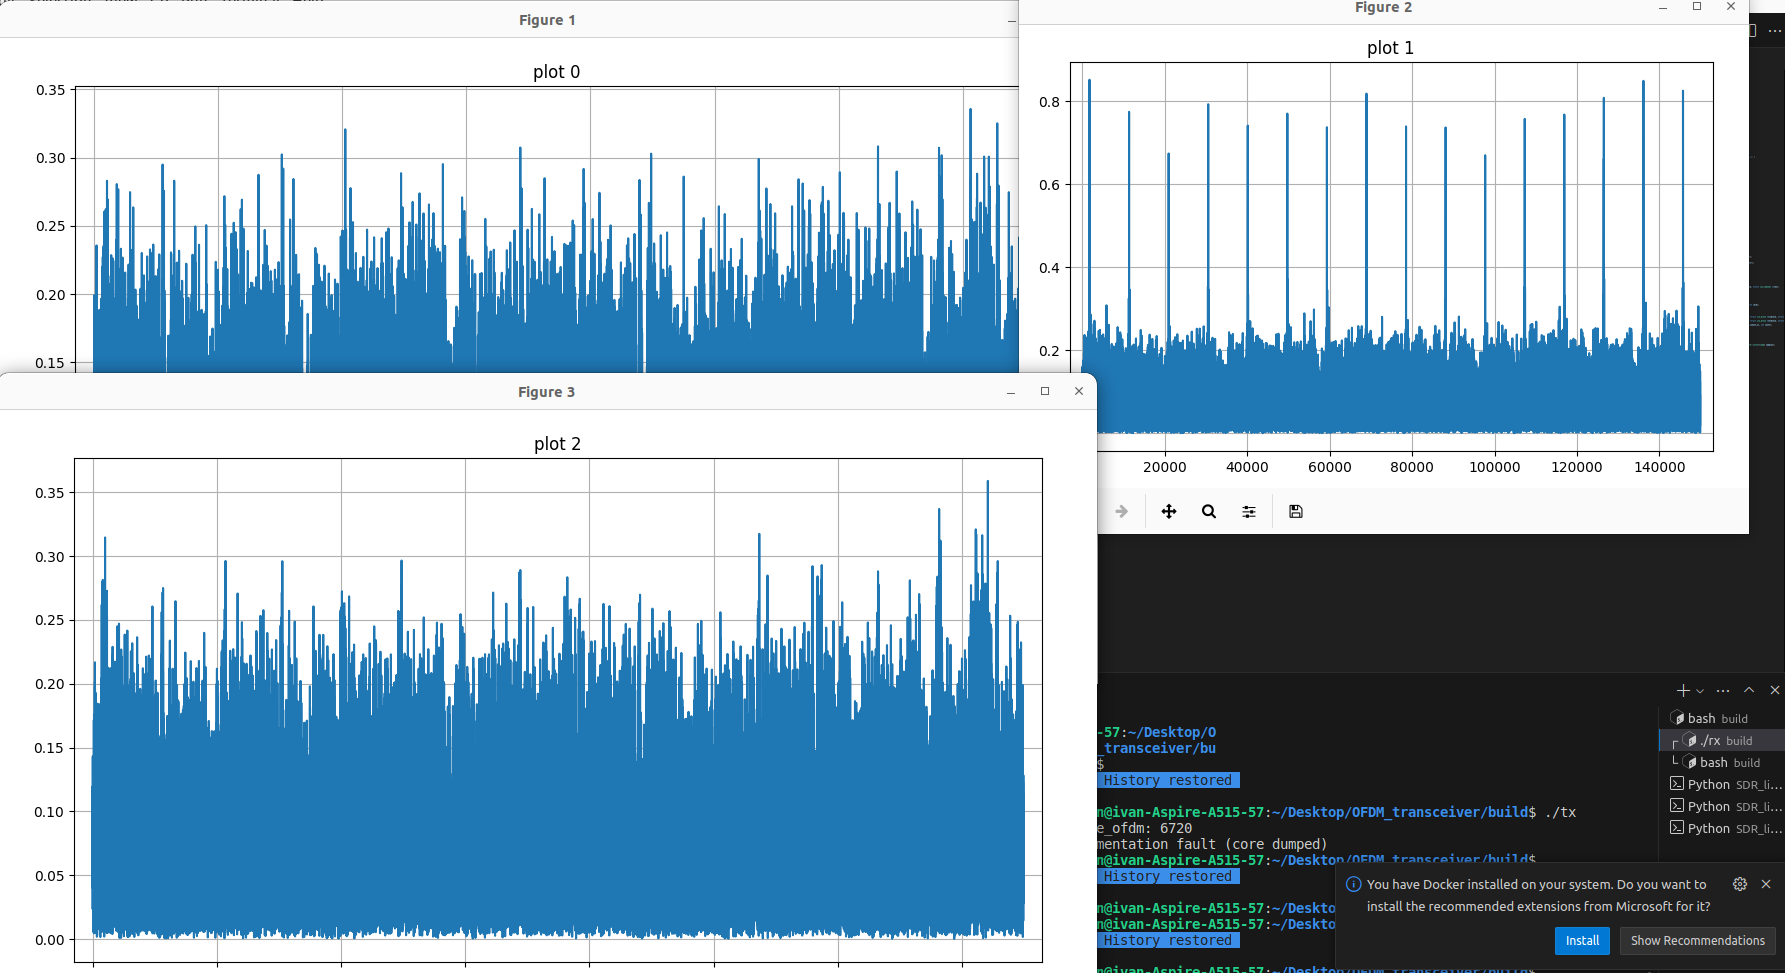 Figure 1
plot 0
0.35
0.30
0.25
0.20
0.15
Figure 2
plot 1
0.8
0.6
0.4
0.2
20000
40000
60000
80000
100000
120000
140000
Figure 3
plot 2
0.35
0.30
0.25
0.20
0.15
0.10
0.05
0.00
-57:~/Desktop/O
_transceiver/bu
$
History restored
n@ivan-Aspire-A515-57:~/Desktop/OFDM_transceiver/build$ ./tx
e_ofdm: 6720
mentation fault (core dumped)
n@ivan-Aspire-A515-57:~/Desktop/OFDM_transceiver/build$
History restored
n@ivan-Aspire-A515-57:~/Deskto
n@ivan-Aspire-A515-57:~/Deskto
History restored
n@ivan-Aspire-A515-57:~/Deskto
bash build
./rx build
bash build
Python SDR_li...
Python SDR_li...
Python SDR_li...
You have Docker installed on your system. Do you want to
install the recommended extensions from Microsoft for it?
Install
Show Recommendations